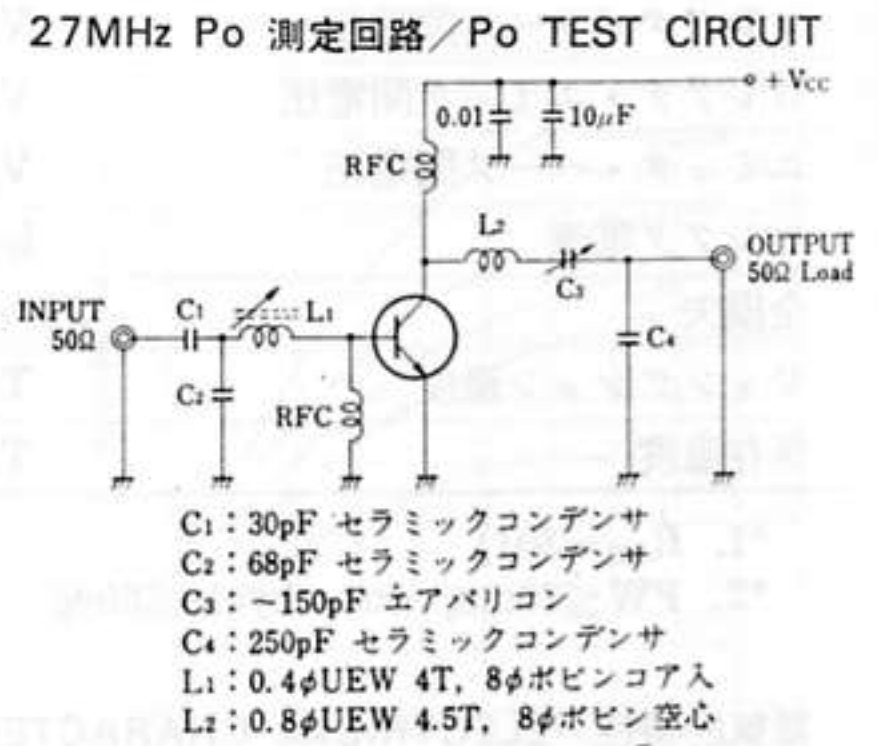 27MHz Po 測定回路／Po TEST CIRCUIT
+Vcc
0.01
10μF
RFC
L2
OUTPUT
50Ω Load
C3
INPUT
50Ω
C1
L1
C4
C2
RFC
C1：30pF セラミックコンデンサ
C2：68pF セラミックコンデンサ
C3：～150pF エアバリコン
C4：250pF セラミックコンデンサ
L1：0.4φUEW 4T, 8φボビンコア入
L2：0.8φUEW 4.5T, 8φボビン空心